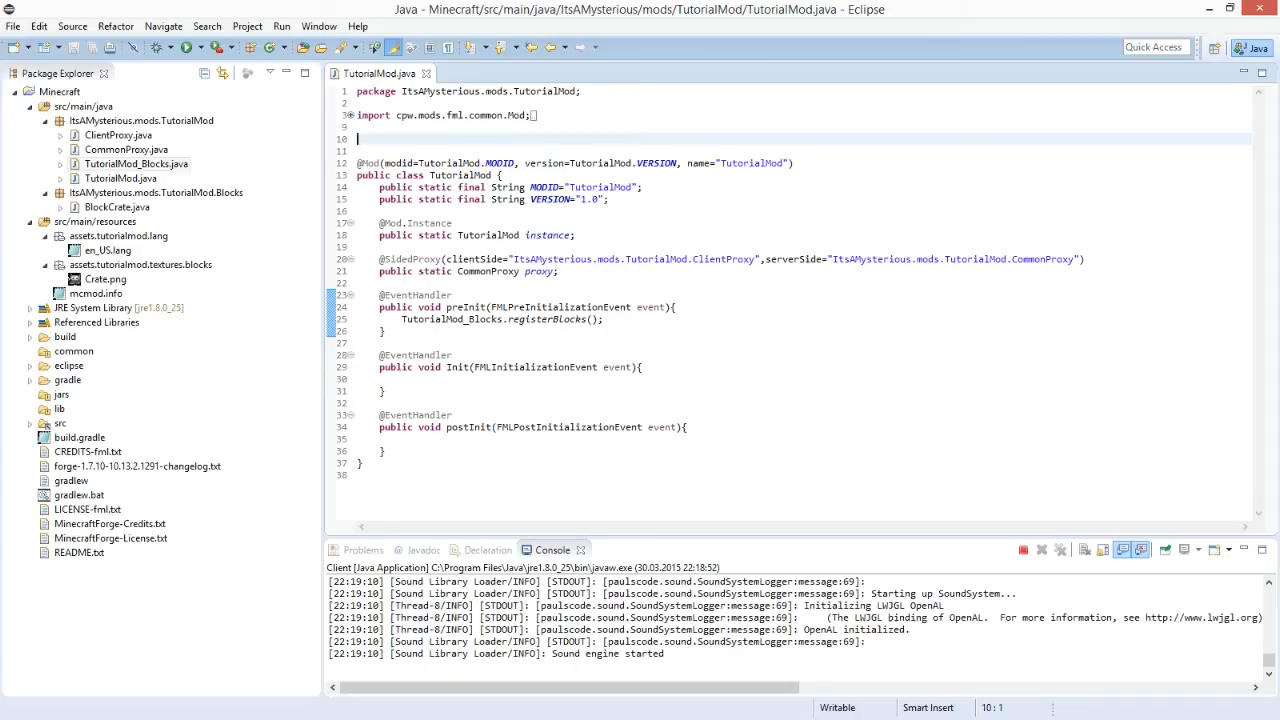 Java - Minecraft/src/main/java/ItsAMysterious/mods/TutorialMod/TutorialMod.java - Eclipse
File Edit Source Refactor Navigate Search Project Run Window Help
Quick Access
Java
Package Explorer
Minecraft
src/main/java
ItsAMysterious.mods.TutorialMod
ClientProxy.java
CommonProxy.java
TutorialMod_Blocks.java
TutorialMod.java
ItsAMysterious.mods.TutorialMod.Blocks
BlockCrate.java
src/main/resources
assets.tutorialmod.lang
en_US.lang
assets.tutorialmod.textures.blocks
Crate.png
mcmod.info
JRE System Library [jre1.8.0_25]
Referenced Libraries
build
common
eclipse
gradle
jars
lib
src
build.gradle
CREDITS-fml.txt
forge-1.7.10-10.13.2.1291-changelog.txt
gradlew
gradlew.bat
LICENSE-fml.txt
MinecraftForge-Credits.txt
MinecraftForge-License.txt
README.txt
TutorialMod.java
1 package ItsAMysterious.mods.TutorialMod;
2
3 import cpw.mods.fml.common.Mod;
9
10
11
12 @Mod(modid=TutorialMod.MODID, version=TutorialMod.VERSION, name="TutorialMod")
13 public class TutorialMod {
14 public static final String MODID="TutorialMod";
15 public static final String VERSION="1.0";
16
17 @Mod.Instance
18 public static TutorialMod instance;
19
20 @SidedProxy(clientSide="ItsAMysterious.mods.TutorialMod.ClientProxy",serverSide="ItsAMysterious.mods.TutorialMod.CommonProxy")
21 public static CommonProxy proxy;
22
23 @EventHandler
24 public void preInit(FMLPreInitializationEvent event){
25 TutorialMod_Blocks.registerBlocks();
26 }
27
28 @EventHandler
29 public void Init(FMLInitializationEvent event){
30
31 }
32
33 @EventHandler
34 public void postInit(FMLPostInitializationEvent event){
35
36 }
37 }
38
Problems Javadoc Declaration Console
Client [Java Application] C:\Program Files\Java\jre1.8.0_25\bin\javaw.exe (30.03.2015 22:18:52)
[22:19:10] [Sound Library Loader/INFO] [STDOUT]: [paulscode.sound.SoundSystemLogger:message:69]:
[22:19:10] [Sound Library Loader/INFO] [STDOUT]: [paulscode.sound.SoundSystemLogger:message:69]: Starting up SoundSystem...
[22:19:10] [Thread-8/INFO] [STDOUT]: [paulscode.sound.SoundSystemLogger:message:69]: Initializing LWJGL OpenAL
[22:19:10] [Thread-8/INFO] [STDOUT]: [paulscode.sound.SoundSystemLogger:message:69]: (The LWJGL binding of OpenAL. For more information, see http://www.lwjgl.org)
[22:19:10] [Thread-8/INFO] [STDOUT]: [paulscode.sound.SoundSystemLogger:message:69]: OpenAL initialized.
[22:19:10] [Sound Library Loader/INFO] [STDOUT]: [paulscode.sound.SoundSystemLogger:message:69]:
[22:19:10] [Sound Library Loader/INFO]: Sound engine started
Writable Smart Insert 10 : 1